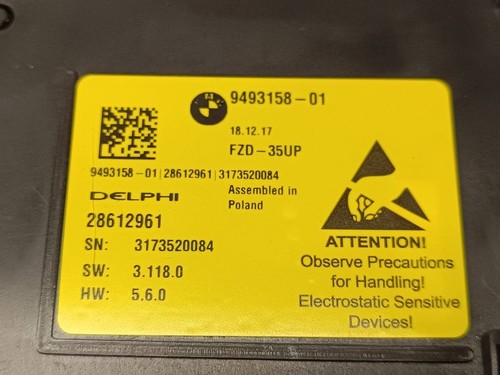 9493158-01
18.12.17
FZD-35UP
9493158-01|28612961|3173520084
DELPHI
Assembled in
Poland
28612961
SN: 3173520084
SW: 3.118.0
HW: 5.6.0
ATTENTION!
Observe Precautions
for Handling!
Electrostatic Sensitive
Devices!